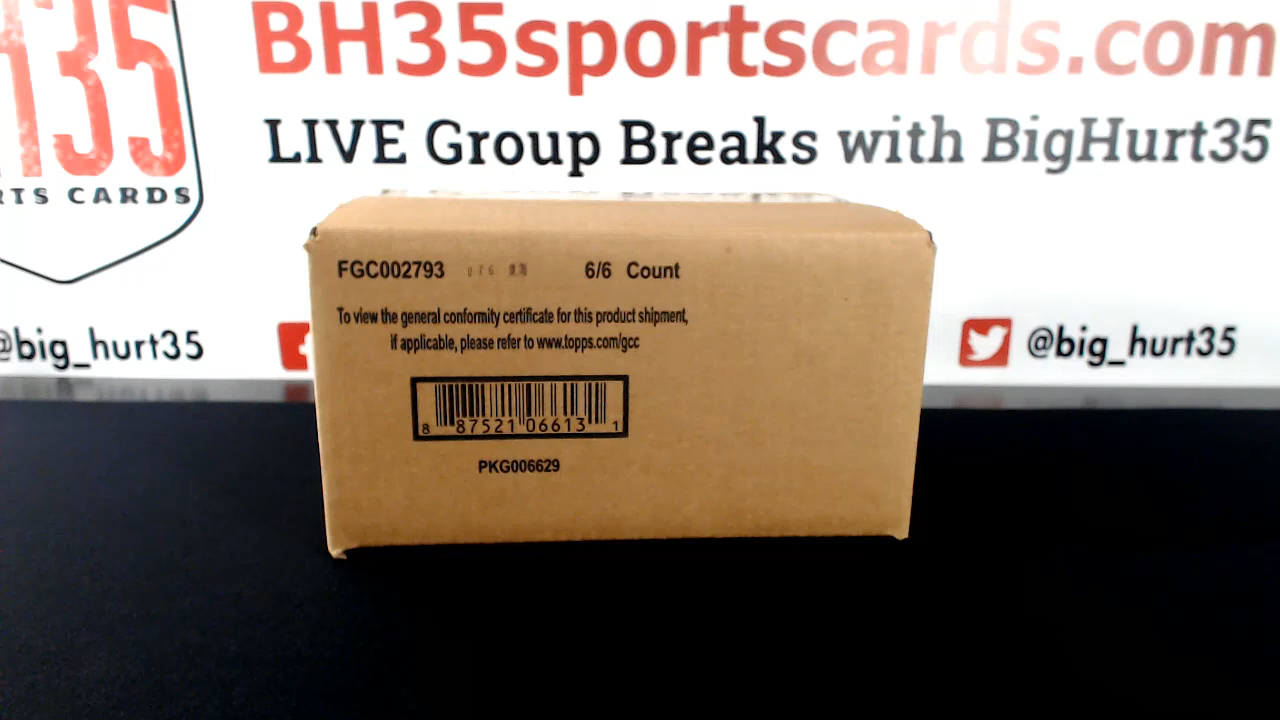 BH35sportscards.com
LIVE Group Breaks with BigHurt35
35
RTS CARDS
FGC002793 076 6/6 Count
To view the general conformity certificate for this product shipment,
if applicable, please refer to www.topps.com/gcc
8 87521 06613 1
PKG006629
@big_hurt35
@big_hurt35